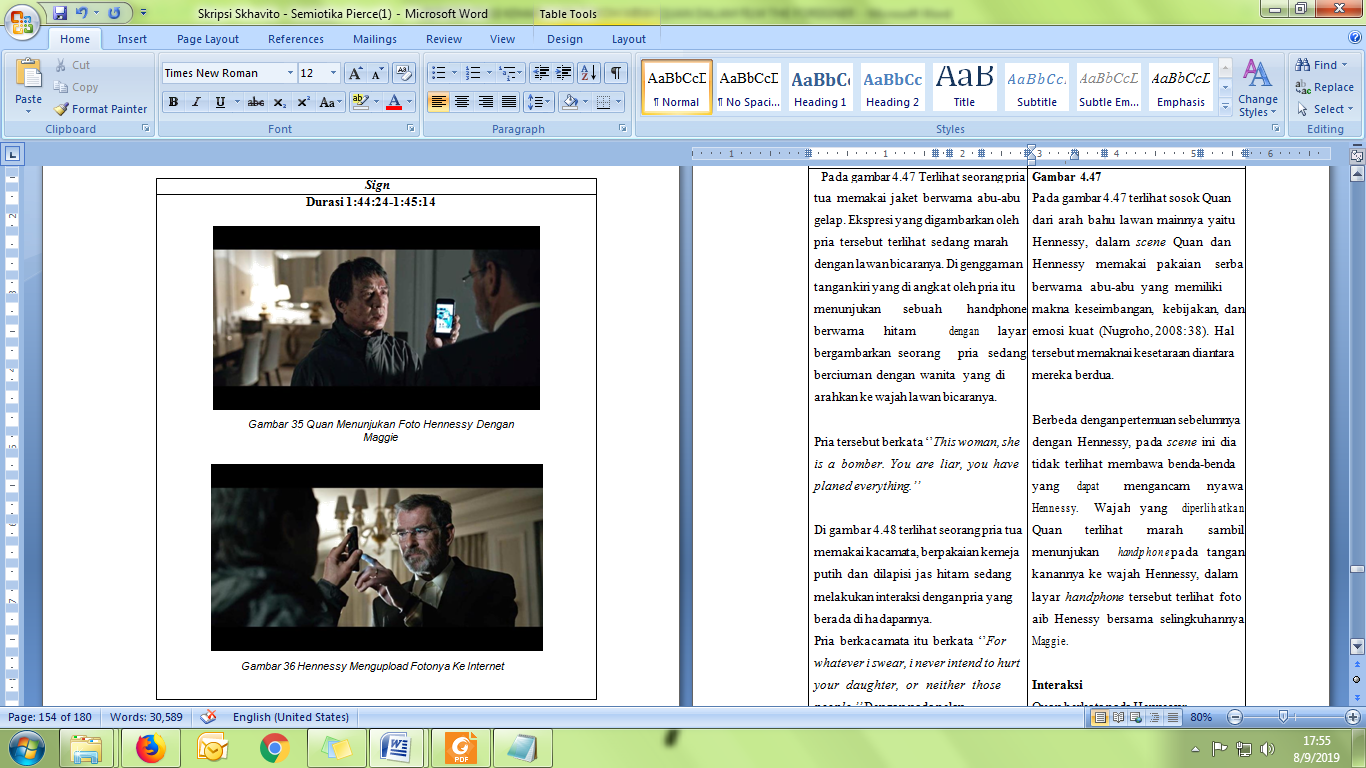 Skripsi Skhavito - Semiotika Pierce(1) - Microsoft Word
Table Tools
Home
Insert
Page Layout
References
Mailings
Review
View
Design
Layout
Paste
Cut
Copy
Format Painter
Clipboard
Times New Roman
12
Font
Paragraph
AaBbCcD
AaBbCcD
AaBbCc
AaBbCc
AaB
AaBbCcL
AaBbCcD
AaBbCcD
¶ Normal
¶ No Spaci...
Heading 1
Heading 2
Title
Subtitle
Subtle Em...
Emphasis
Change
Styles
Styles
Find
Replace
Select
Editing
Sign
Durasi 1:44:24-1:45:14
Gambar 35 Quan Menunjukan Foto Hennessy Dengan
Maggie
Gambar 36 Hennessy Mengupload Fotonya Ke Internet
Pada gambar 4.47 Terlihat seorang pria
tua memakai jaket berwarna abu-abu
gelap. Ekspresi yang digambarkan oleh
pria tersebut terlihat sedang marah
dengan lawan bicaranya. Di genggaman
tangan kiri yang di angkat oleh pria itu
menunjukan sebuah handphone
berwarna hitam dengan layar
bergambarkan seorang pria sedang
berciuman dengan wanita yang di
arahkan ke wajah lawan bicaranya.
Pria tersebut berkata ‘’This woman, she
is a bomber. You are liar, you have
planed everything.’’
Di gambar 4.48 terlihat seorang pria tua
memakai kacamata, berpakaian kemeja
putih dan dilapisi jas hitam sedang
melakukan interaksi dengan pria yang
berada di hadapannya.
Pria berkacamata itu berkata ‘’For
whatever i swear, i never intend to hurt
your daughter, or neither those
Gambar 4.47
Pada gambar 4.47 terlihat sosok Quan
dari arah bahu lawan mainnya yaitu
Hennessy, dalam scene Quan dan
Hennessy memakai pakaian serba
berwarna abu-abu yang memiliki
makna keseimbangan, kebijakan, dan
emosi kuat (Nugroho, 2008:38). Hal
tersebut memaknai kesetaraan diantara
mereka berdua.
Berbeda dengan pertemuan sebelumnya
dengan Hennessy, pada scene ini dia
tidak terlihat membawa benda-benda
yang dapat mengancam nyawa
Hennessy. Wajah yang diperlihatkan
Quan terlihat marah sambil
menunjukan handphone pada tangan
kanannya ke wajah Hennessy, dalam
layar handphone tersebut terlihat foto
aib Henessy bersama selingkuhannya
Maggie.
Interaksi
Page: 154 of 180
Words: 30,589
English (United States)
80%
PDF
17:55
8/9/2019